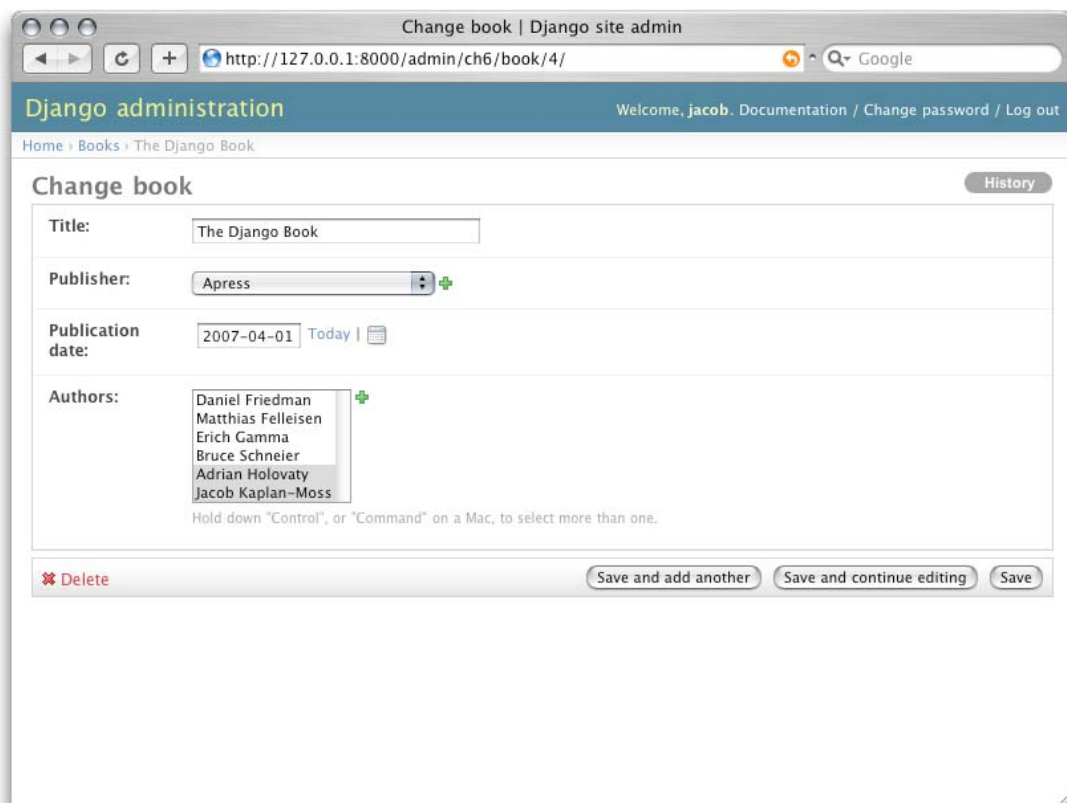 Change book | Django site admin
http://127.0.0.1:8000/admin/ch6/book/4/
Google
Django administration
Welcome, jacob. Documentation / Change password / Log out
Home › Books › The Django Book
Change book
History
Title:
The Django Book
Publisher:
Apress
Publication date:
2007-04-01
Today |
Authors:
Daniel Friedman
Matthias Felleisen
Erich Gamma
Bruce Schneier
Adrian Holovaty
Jacob Kaplan-Moss
Hold down "Control", or "Command" on a Mac, to select more than one.
Delete
Save and add another
Save and continue editing
Save